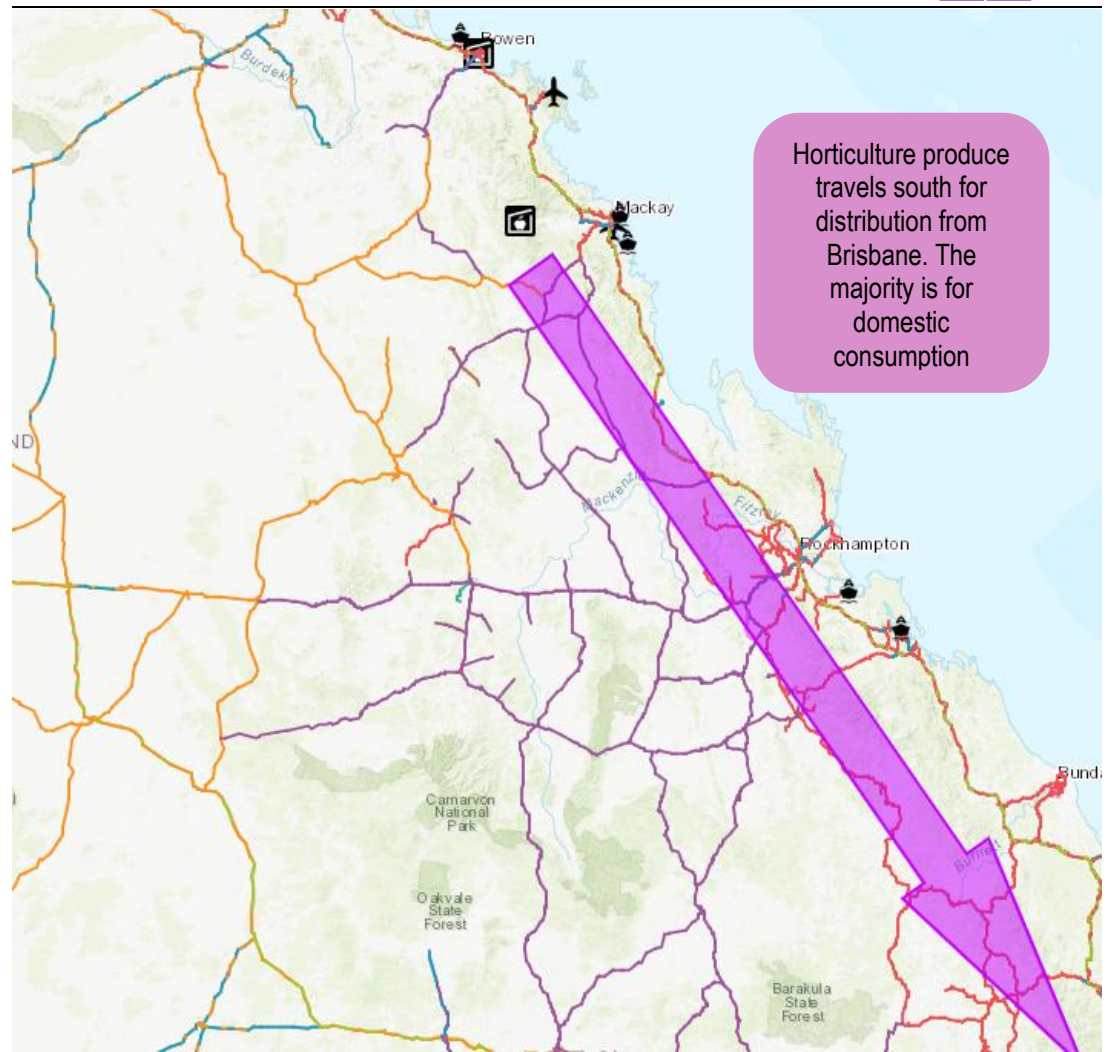 Bowen
Burdekin
Mackay
Horticulture produce
travels south for
distribution from
Brisbane. The
majority is for
domestic
consumption
ND
Mackenzie
Fitzroy
Rockhampton
Bunda
Carnarvon
National
Park
Burnett
Oakvale
State
Forest
Barakula
State
Forest